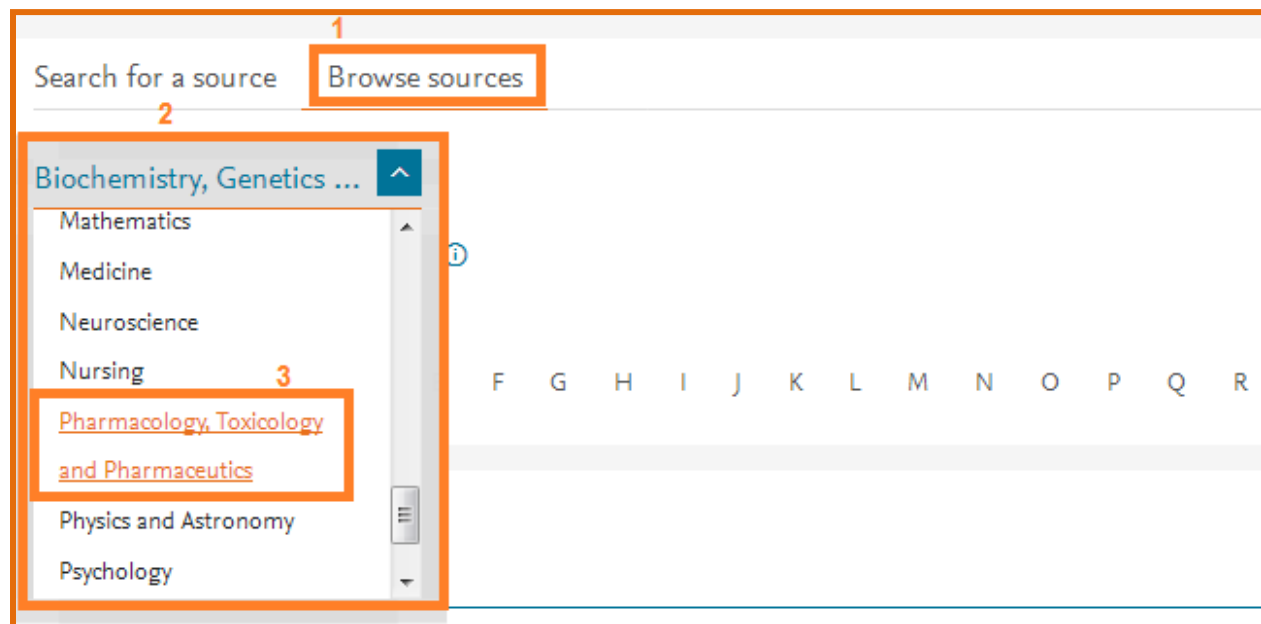 1
Search for a source Browse sources
2
Biochemistry, Genetics ...
Mathematics
Medicine
Neuroscience
Nursing
3
F G H I J K L M N O P Q R
Pharmacology, Toxicology
and Pharmaceutics
Physics and Astronomy
Psychology